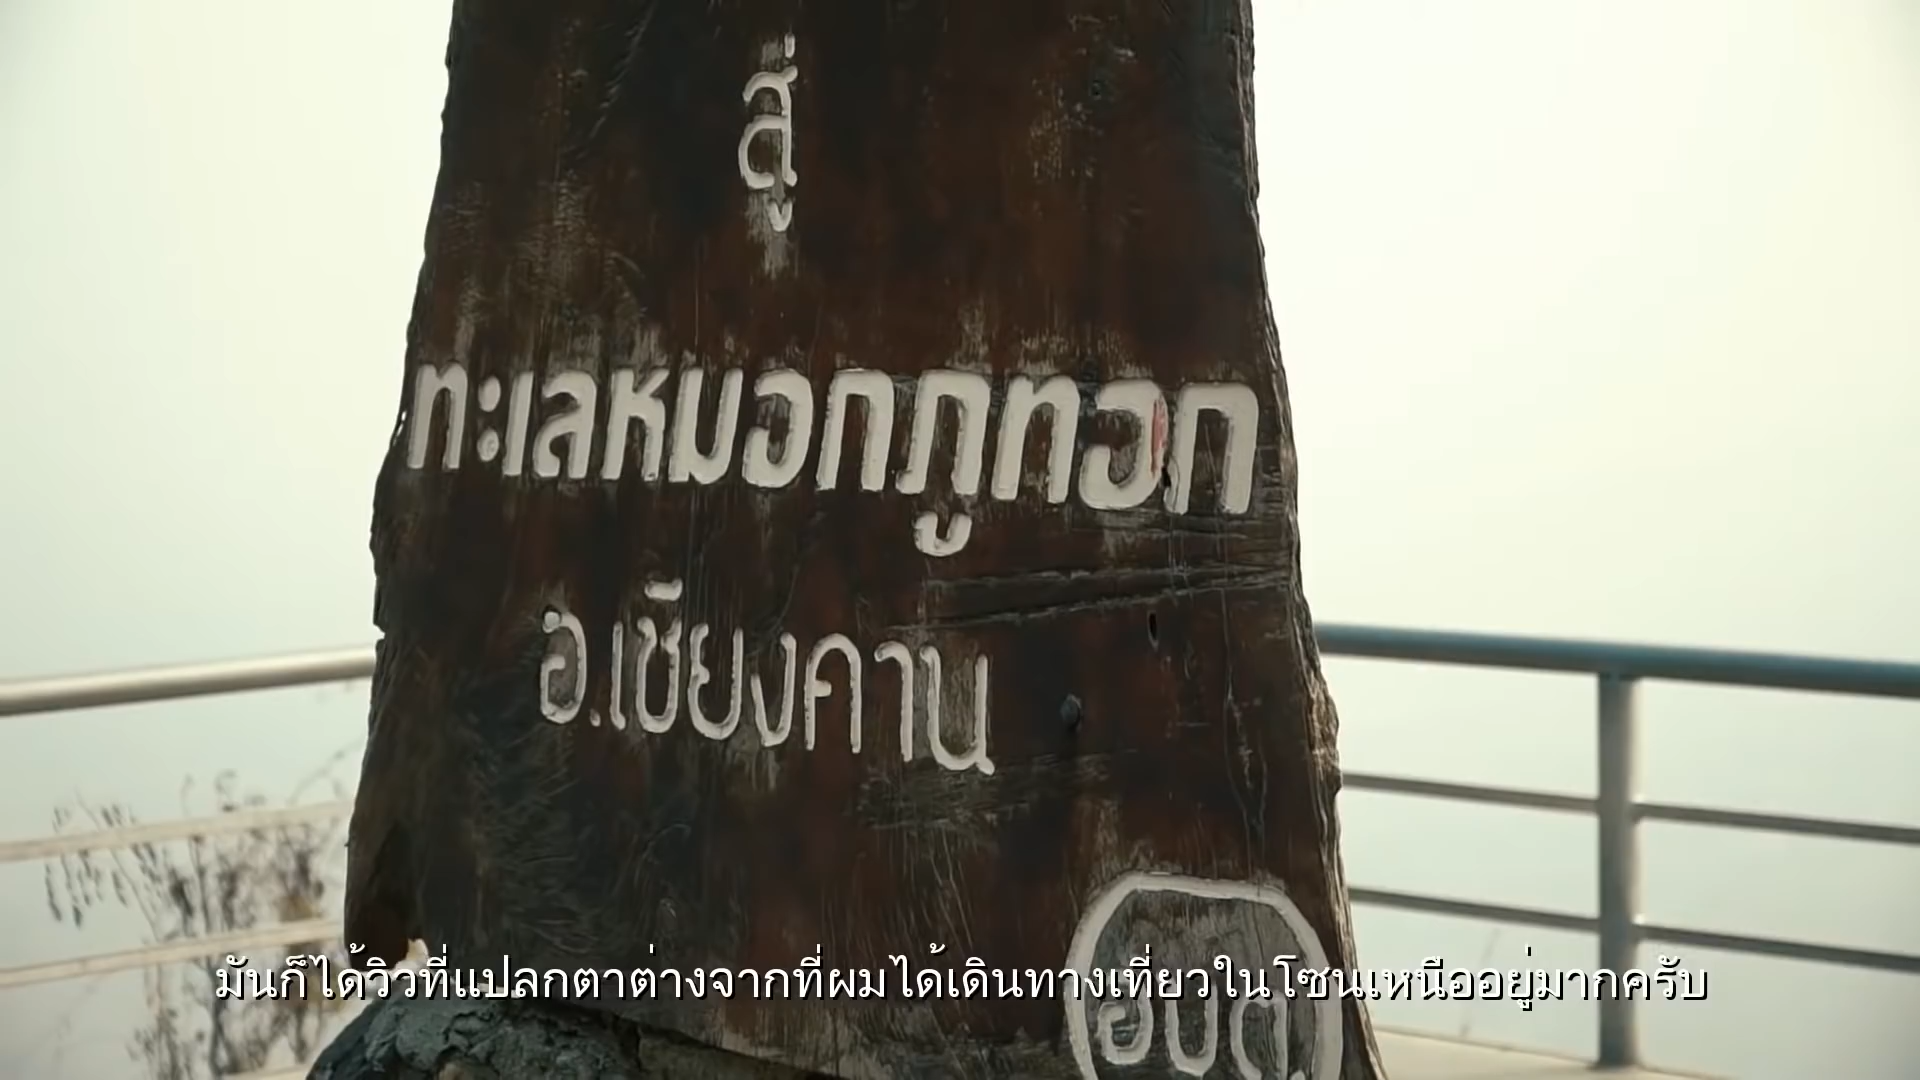 สู่
ทะเลหมอกภูทอก
อ.เชียงคาน
อบต.
มันก็ได้วิวที่แปลกตาต่างจากที่ผมได้เดินทางเที่ยวในโซนเหนืออยู่มากครับ